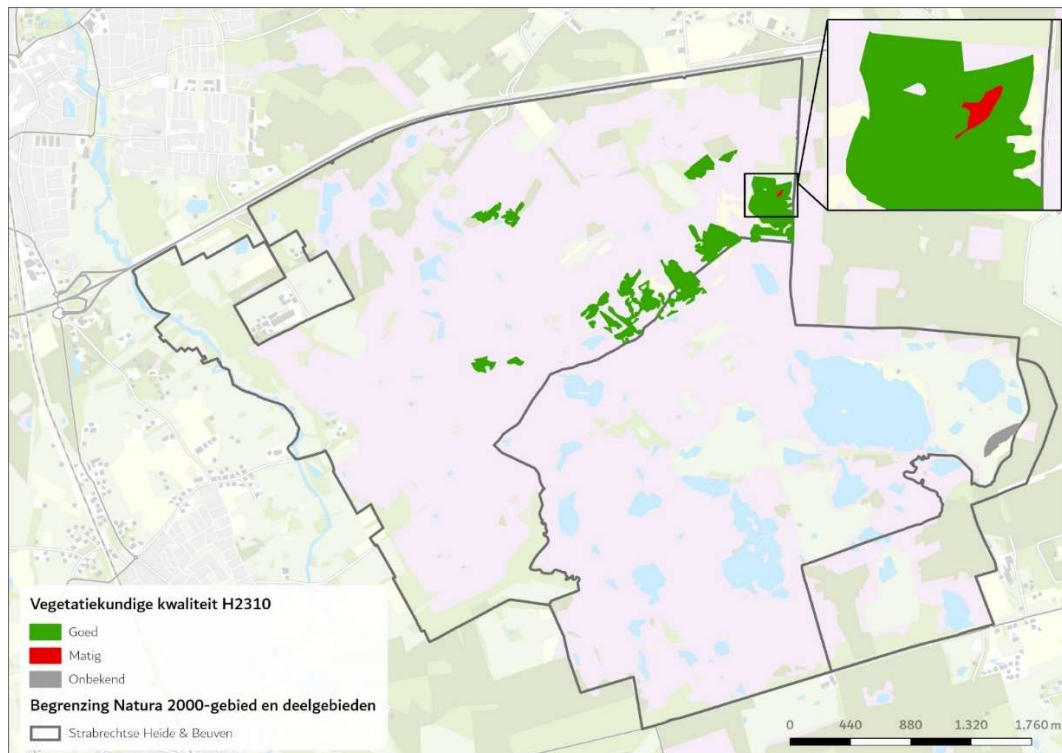 Vegetatiekundige kwaliteit H2310
Goed
Matig
Onbekend
Begrenzing Natura 2000-gebied en deelgebieden
Strabrechtse Heide & Beuven
0 440 880 1.320 1.760 m